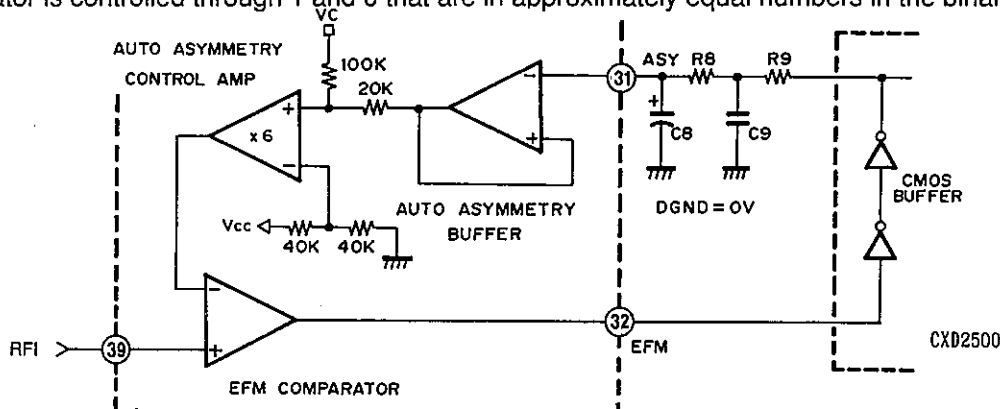 ator is controlled through 1 and 0 that are in approximately equal numbers in the binar
VC
AUTO ASYMMETRY
CONTROL AMP
100K
20K
+
x 6
−
−
+
31
ASY
R8
R9
+
C8
C9
CMOS
BUFFER
DGND = 0V
AUTO ASYMMETRY
BUFFER
Vcc
40K
40K
−
+
32
EFM
RFI
39
EFM COMPARATOR
CXD2500